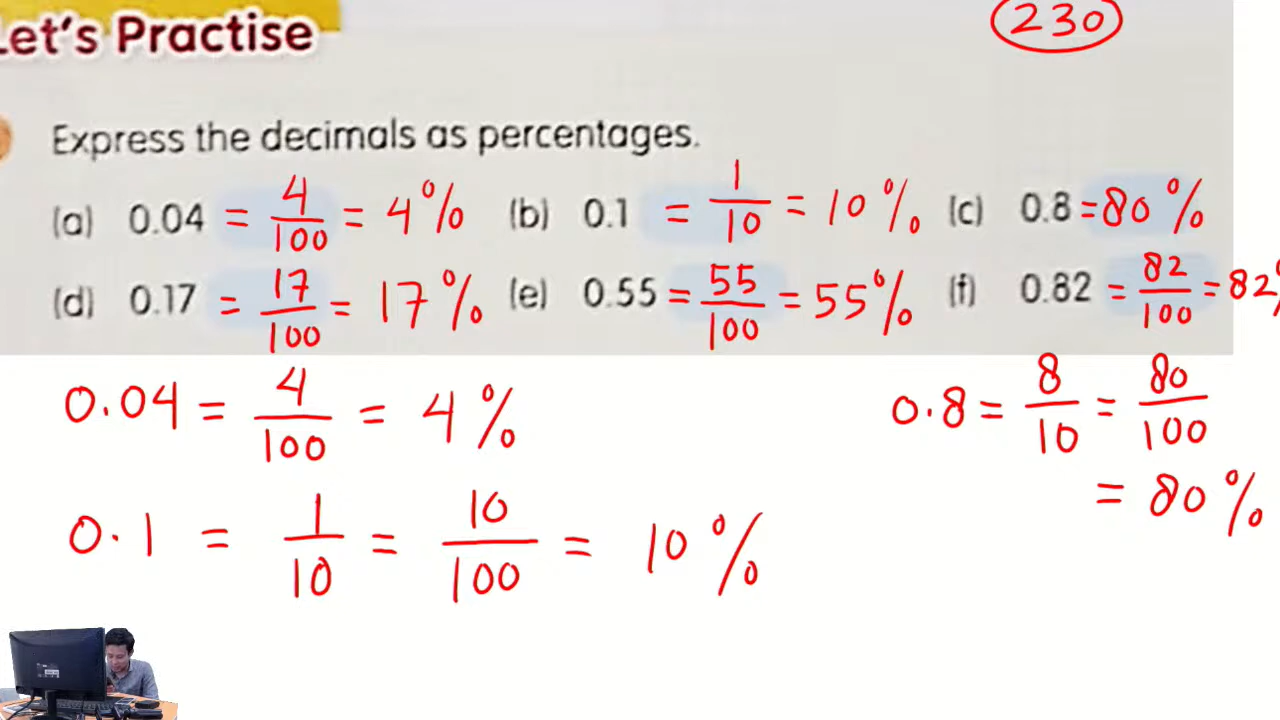 Let's Practise
230
Express the decimals as percentages.
(a) 0.04 = 4/100 = 4% (b) 0.1 = 1/10 = 10% (c) 0.8 = 80%
(d) 0.17 = 17/100 = 17% (e) 0.55 = 55/100 = 55% (f) 0.82 = 82/100 = 82%
0.04 = 4/100 = 4%
0.8 = 8/10 = 80/100
= 80%
0.1 = 1/10 = 10/100 = 10%